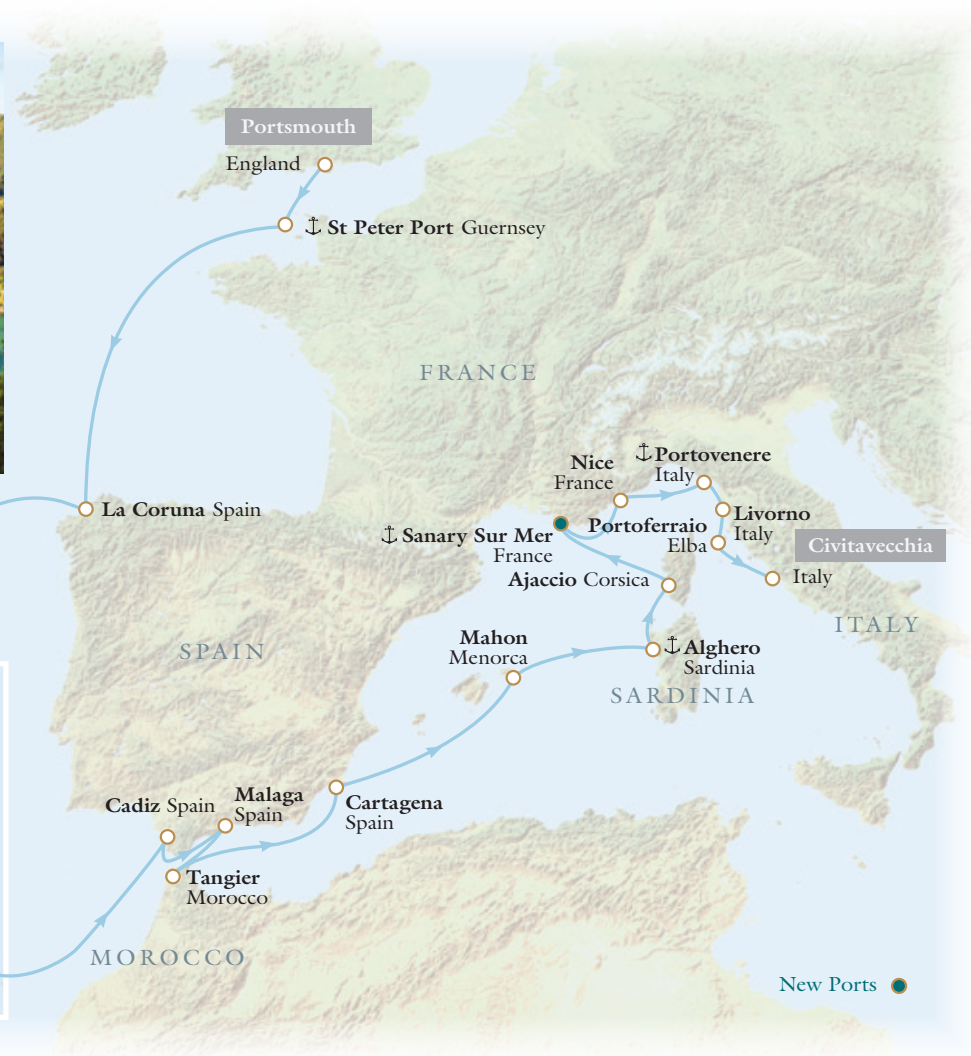 Portsmouth
England
St Peter Port Guernsey
FRANCE
Nice
France
Portovenere
Italy
La Coruna Spain
Livorno
Italy
Portoferraio
Elba
Sanary Sur Mer
France
Civitavecchia
Italy
Ajaccio Corsica
ITALY
SPAIN
Mahon
Menorca
Alghero
Sardinia
SARDINIA
Cadiz Spain
Malaga
Spain
Cartagena
Spain
Tangier
Morocco
MOROCCO
New Ports